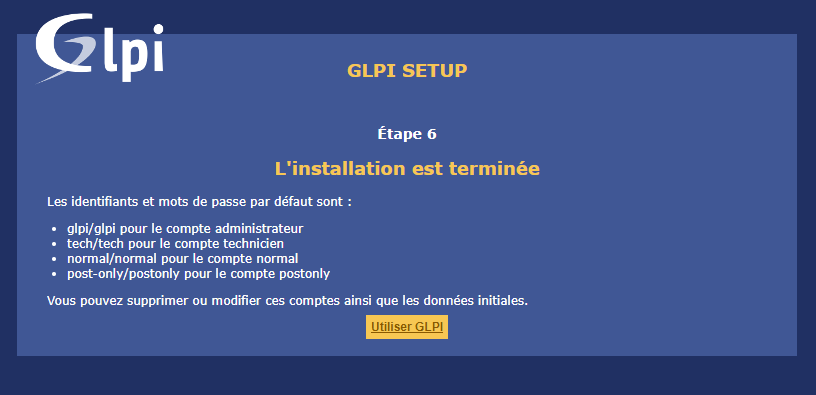 Glpi
GLPI SETUP
Étape 6
L'installation est terminée
Les identifiants et mots de passe par défaut sont :
• glpi/glpi pour le compte administrateur
• tech/tech pour le compte technicien
• normal/normal pour le compte normal
• post-only/postonly pour le compte postonly
Vous pouvez supprimer ou modifier ces comptes ainsi que les données initiales.
Utiliser GLPI